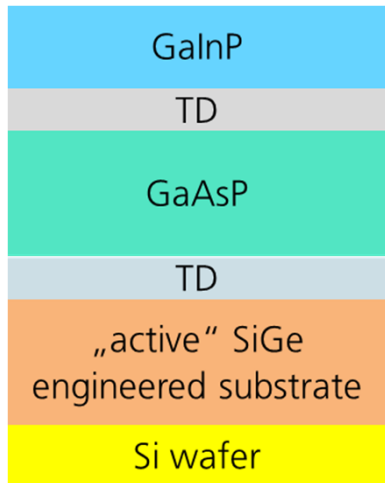 GaInP
TD
GaAsP
TD
„active“ SiGe
engineered substrate
Si wafer